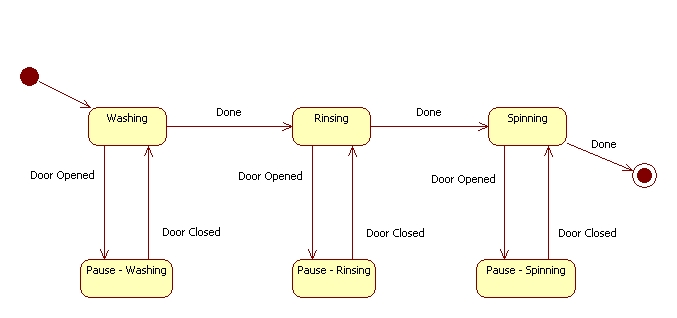 Washing
Done
Rinsing
Done
Spinning
Done
Door Opened
Door Opened
Door Opened
Door Closed
Door Closed
Door Closed
Pause - Washing
Pause - Rinsing
Pause - Spinning